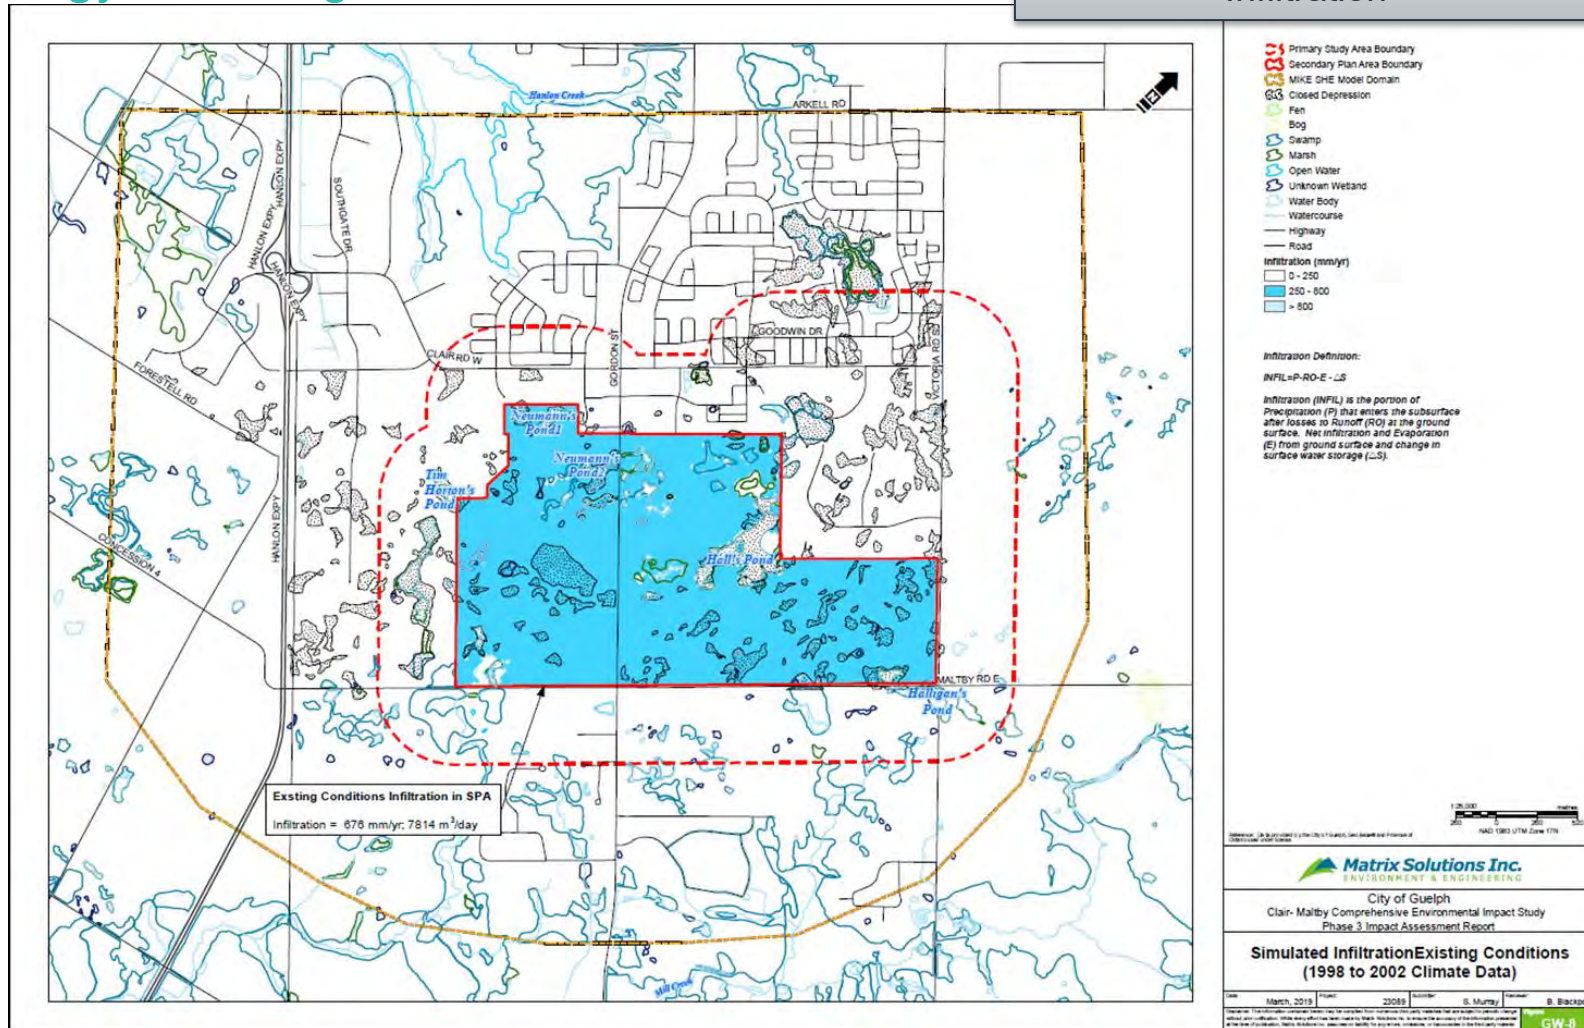 Hanlon Creek
ARKELL RD
HANLON EXPY
HANLON EXPY
HANLON EXPY
SOUTHGATE DR
GORDON ST
GOODWIN DR
CLAIR RD W
FORESTELL RD
Neumann's
Pond1
Neumann's
Tim
Horton's
Pond
HANLON EXPY
CONCESSION 4
Hall's Pond
MALTBY RD E
Halligan's
Pond
Existing Conditions Infiltration in SPA
Infiltration = 676 mm/yr; 7814 m³/day
Mill Creek
Primary Study Area Boundary
Secondary Plan Area Boundary
MIKE SHE Model Domain
Closed Depression
Fen
Bog
Swamp
Marsh
Open Water
Unknown Wetland
Water Body
Watercourse
Highway
Road
Infiltration (mm/yr)
0 - 250
250 - 800
> 800
Infiltration Definition:
INFIL=P-RO-E - △S
Infiltration (INFIL) is the portion of
Precipitation (P) that enters the subsurface
after losses to Runoff (RO) at the ground
surface. Net infiltration and Evaporation
(E) from ground surface and change in
surface water storage (△S).
1:25,000 metres
NAD 1983 UTM Zone 17N
Matrix Solutions Inc.
ENVIRONMENT & ENGINEERING
City of Guelph
Clair- Maltby Comprehensive Environmental Impact Study
Phase 3 Impact Assessment Report
Simulated InfiltrationExisting Conditions
(1998 to 2002 Climate Data)
March, 2019 Project: 23089 S. Murray
GW-8